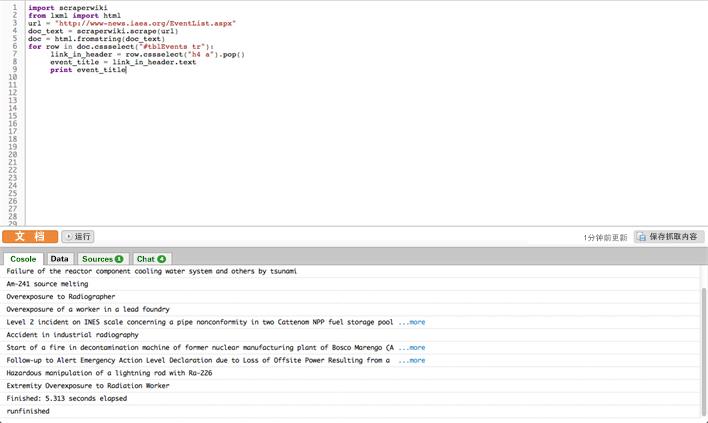 1 import scraperwiki
2 from lxml import html
3 url = "http://www-news.iaea.org/EventList.aspx"
4 doc_text = scraperwiki.scrape(url)
5 doc = html.fromstring(doc_text)
6 for row in doc.cssselect("#tblEvents tr"):
7 link_in_header = row.cssselect("h4 a").pop()
8 event_title = link_in_header.text
9 print event_title
10
11
12
13
14
15
16
17
18
19
20
21
22
23
24
25
26
27
28
29
文 档 运行 1分钟前更新 保存抓取内容
Cosole Data Sources 1 Chat 4
Failure of the reactor component cooling water system and others by tsunami
Am-241 source melting
Overexposure to Radiographer
Overexposure of a worker in a lead foundry
Level 2 incident on INES scale concerning a pipe nonconformity in two Cattenom NPP fuel storage pool ...more
Accident in industrial radiography
Start of a fire in decontamination machine of former nuclear manufacturing plant of Bosco Marengo (A ...more
Follow-up to Alert Emergency Action Level Declaration due to Loss of Offsite Power Resulting from a ...more
Hazardous manipulation of a lightning rod with Ra-226
Extremity Overexposure to Radiation Worker
Finished: 5.313 seconds elapsed
runfinished